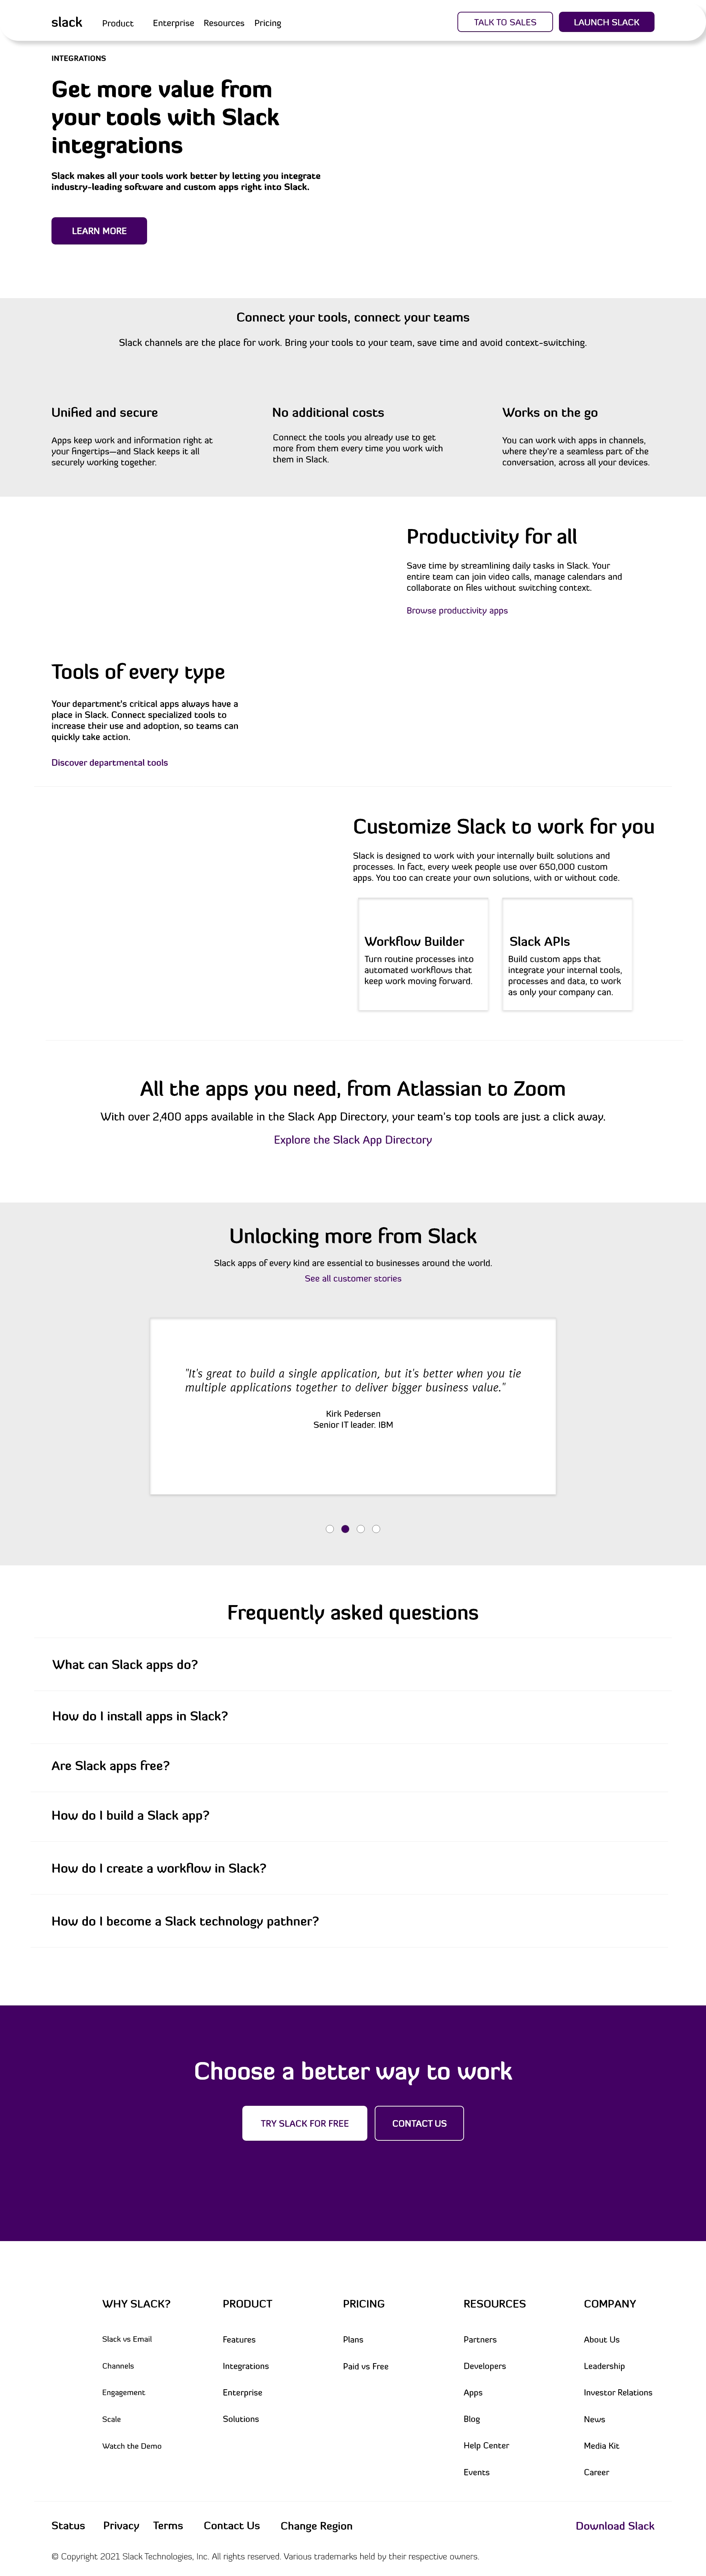 slack
Product
Enterprise
Resources
Pricing
TALK TO SALES
LAUNCH SLACK
INTEGRATIONS
Get more value from
your tools with Slack
integrations
Slack makes all your tools work better by letting you integrate
industry-leading software and custom apps right into Slack.
LEARN MORE
Connect your tools, connect your teams
Slack channels are the place for work. Bring your tools to your team, save time and avoid context-switching.
Unified and secure
Apps keep work and information right at
your fingertips—and Slack keeps it all
securely working together.
No additional costs
Connect the tools you already use to get
more from them every time you work with
them in Slack.
Works on the go
You can work with apps in channels,
where they're a seamless part of the
conversation, across all your devices.
Productivity for all
Save time by streamlining daily tasks in Slack. Your
entire team can join video calls, manage calendars and
collaborate on files without switching context.
Browse productivity apps
Tools of every type
Your department's critical apps always have a
place in Slack. Connect specialized tools to
increase their use and adoption, so teams can
quickly take action.
Discover departmental tools
Customize Slack to work for you
Slack is designed to work with your internally built solutions and
processes. In fact, every week people use over 650,000 custom
apps. You too can create your own solutions, with or without code.
Workflow Builder
Turn routine processes into
automated workflows that
keep work moving forward.
Slack APIs
Build custom apps that
integrate your internal tools,
processes and data, to work
as only your company can.
All the apps you need, from Atlassian to Zoom
With over 2,400 apps available in the Slack App Directory, your team's top tools are just a click away.
Explore the Slack App Directory
Unlocking more from Slack
Slack apps of every kind are essential to businesses around the world.
See all customer stories
"It's great to build a single application, but it's better when you tie
multiple applications together to deliver bigger business value."
Kirk Pedersen
Senior IT leader. IBM
Frequently asked questions
What can Slack apps do?
How do I install apps in Slack?
Are Slack apps free?
How do I build a Slack app?
How do I create a workflow in Slack?
How do I become a Slack technology pathner?
Choose a better way to work
TRY SLACK FOR FREE
CONTACT US
WHY SLACK?
Slack vs Email
Channels
Engagement
Scale
Watch the Demo
PRODUCT
Features
Integrations
Enterprise
Solutions
PRICING
Plans
Paid vs Free
RESOURCES
Partners
Developers
Apps
Blog
Help Center
Events
COMPANY
About Us
Leadership
Investor Relations
News
Media Kit
Career
Status
Privacy
Terms
Contact Us
Change Region
Download Slack
© Copyright 2021 Slack Technologies, Inc. All rights reserved. Various trademarks held by their respective owners.